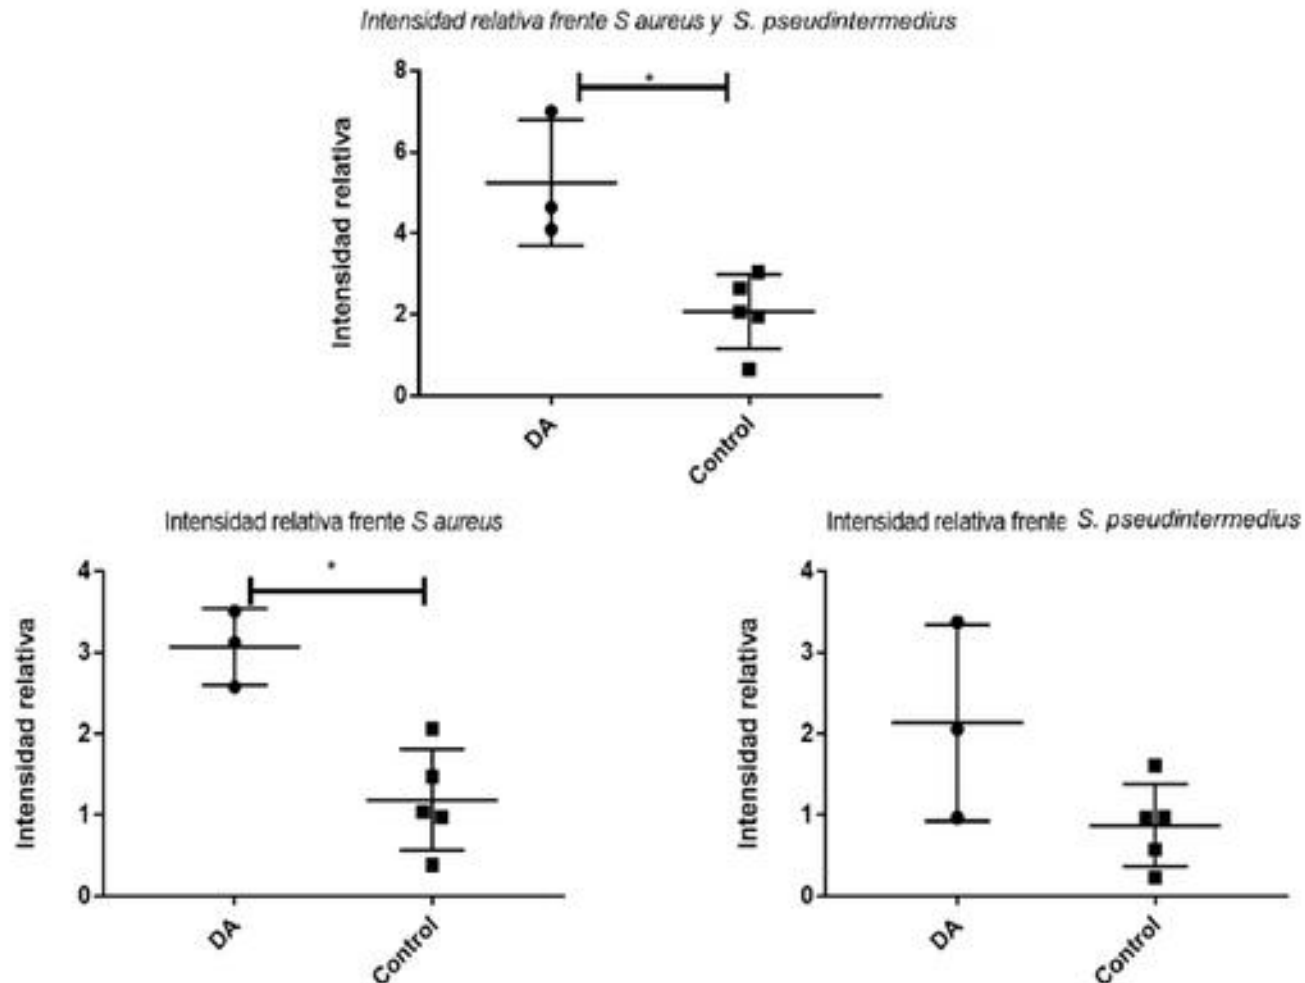 Intensidad relativa frente S aureus y S. pseudintermedius
8
*
6
4
2
0
Intensidad relativa
DA
Control
Intensidad relativa frente S aureus
4
*
3
2
1
0
Intensidad relativa
DA
Control
Intensidad relativa frente S. pseudintermedius
4
3
2
1
0
Intensidad relativa
DA
Control